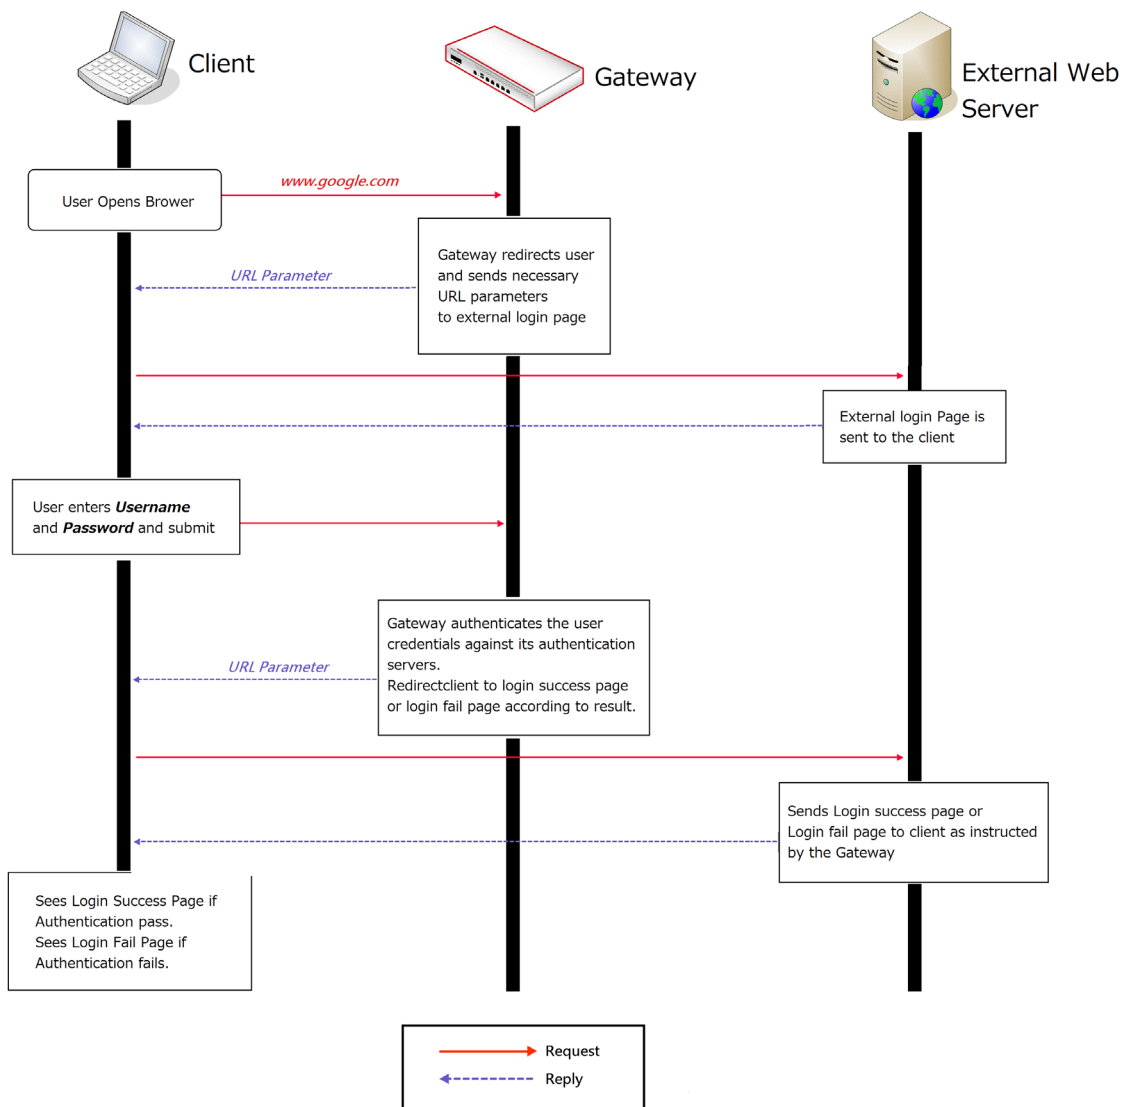 Client
Gateway
External Web
Server
www.google.com
User Opens Brower
Gateway redirects user
and sends necessary
URL parameters
to external login page
URL Parameter
External login Page is
sent to the client
User enters Username
and Password and submit
Gateway authenticates the user
credentials against its authentication
servers.
Redirectclient to login success page
or login fail page according to result.
URL Parameter
Sends Login success page or
Login fail page to client as instructed
by the Gateway
Sees Login Success Page if
Authentication pass.
Sees Login Fail Page if
Authentication fails.
Request
Reply